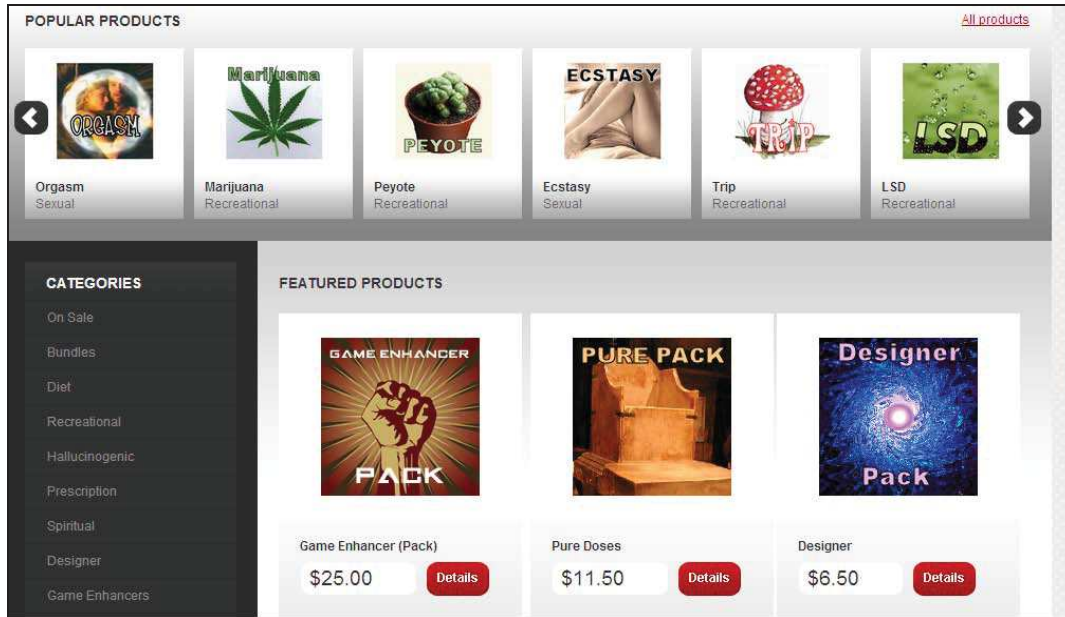 POPULAR PRODUCTS
All products
ORGASM
Marijuana
PEYOTE
ECSTASY
TRIP
LSD
Orgasm
Sexual
Marijuana
Recreational
Peyote
Recreational
Ecstasy
Sexual
Trip
Recreational
LSD
Recreational
CATEGORIES
On Sale
Bundles
Diet
Recreational
Hallucinogenic
Prescription
Spiritual
Designer
Game Enhancers
FEATURED PRODUCTS
GAME ENHANCER
PACK
PURE PACK
Designer
Pack
Game Enhancer (Pack)
$25.00
Details
Pure Doses
$11.50
Details
Designer
$6.50
Details